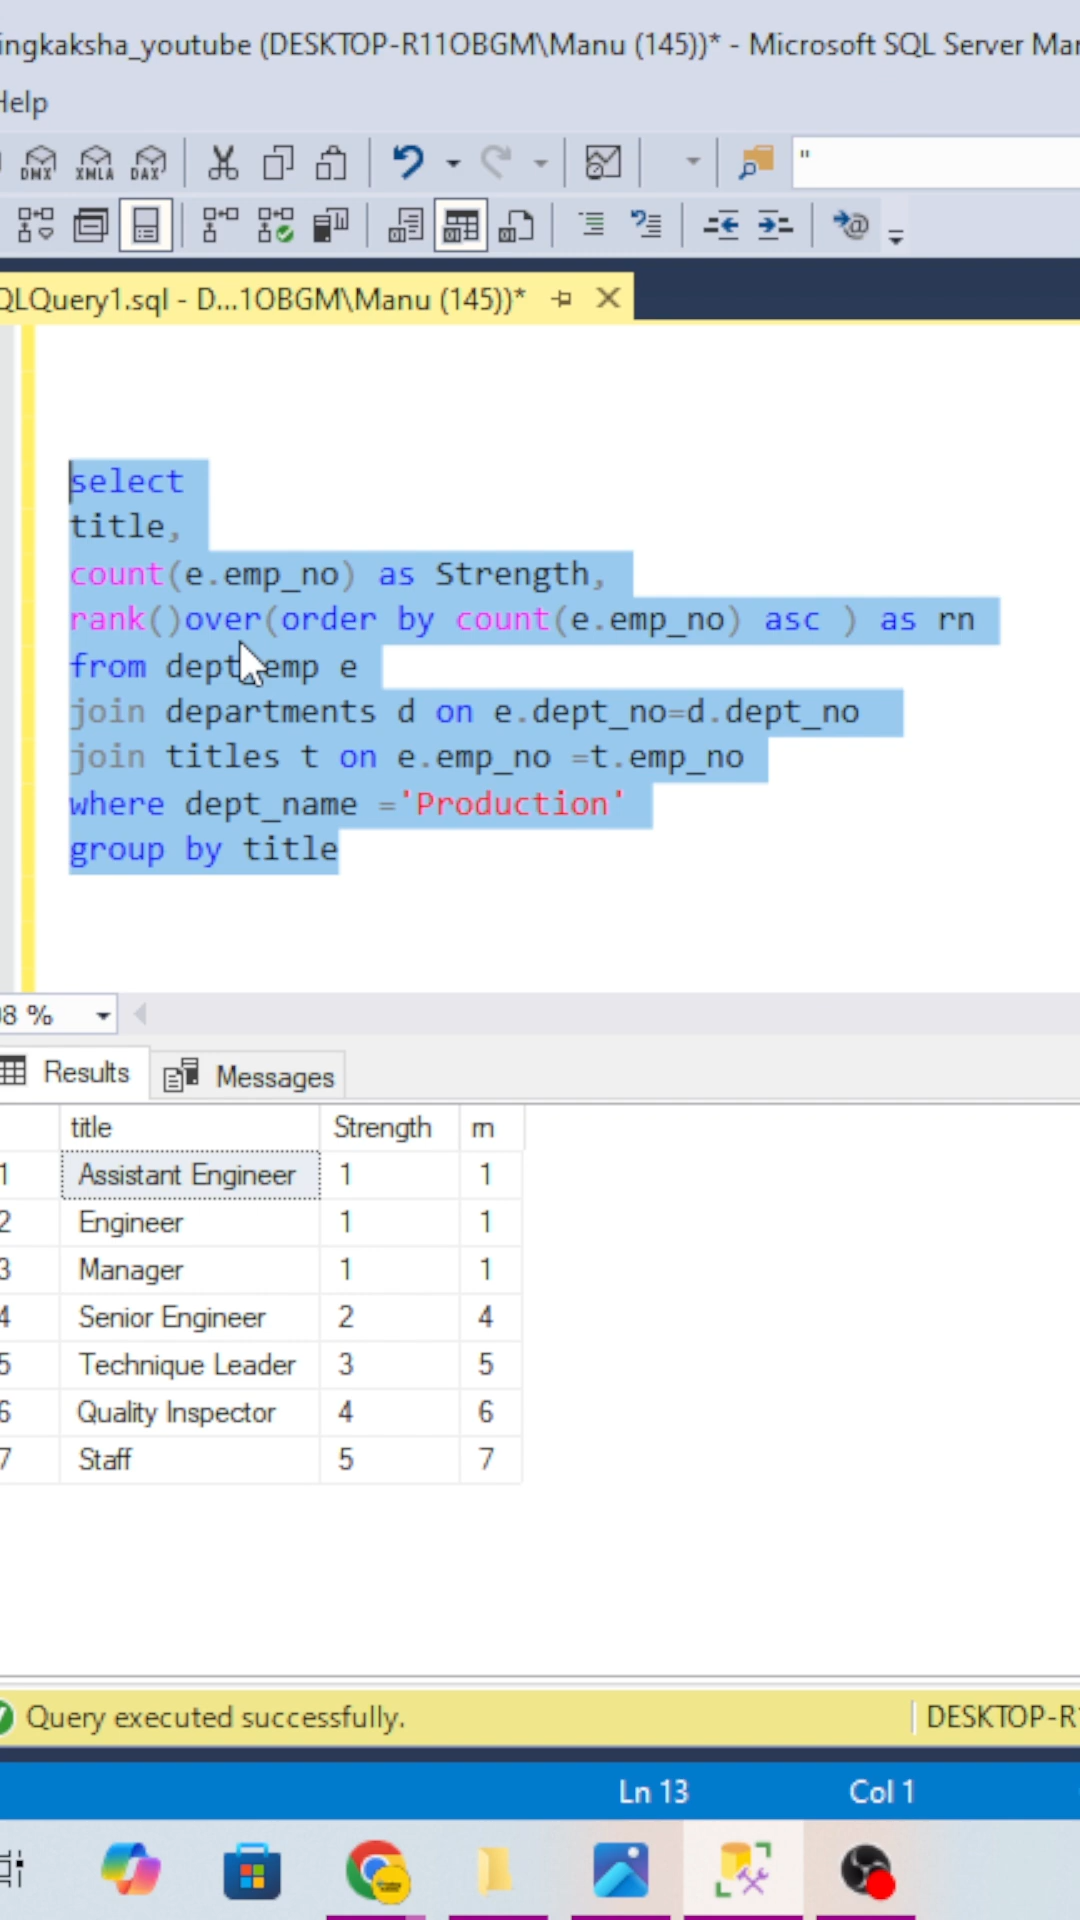 ingkaksha_youtube (DESKTOP-R11OBGM\Manu (145))* - Microsoft SQL Server Man
Help
DMX XMLA DAX "
QLQuery1.sql - D...1OBGM\Manu (145))*
select
title,
count(e.emp_no) as Strength,
rank()over(order by count(e.emp_no) asc ) as rn
from dept_emp e
join departments d on e.dept_no=d.dept_no
join titles t on e.emp_no =t.emp_no
where dept_name ='Production'
group by title
98 %
Results Messages
title Strength rn
1 Assistant Engineer 1 1
2 Engineer 1 1
3 Manager 1 1
4 Senior Engineer 2 4
5 Technique Leader 3 5
6 Quality Inspector 4 6
7 Staff 5 7
Query executed successfully. DESKTOP-R1
Ln 13 Col 1